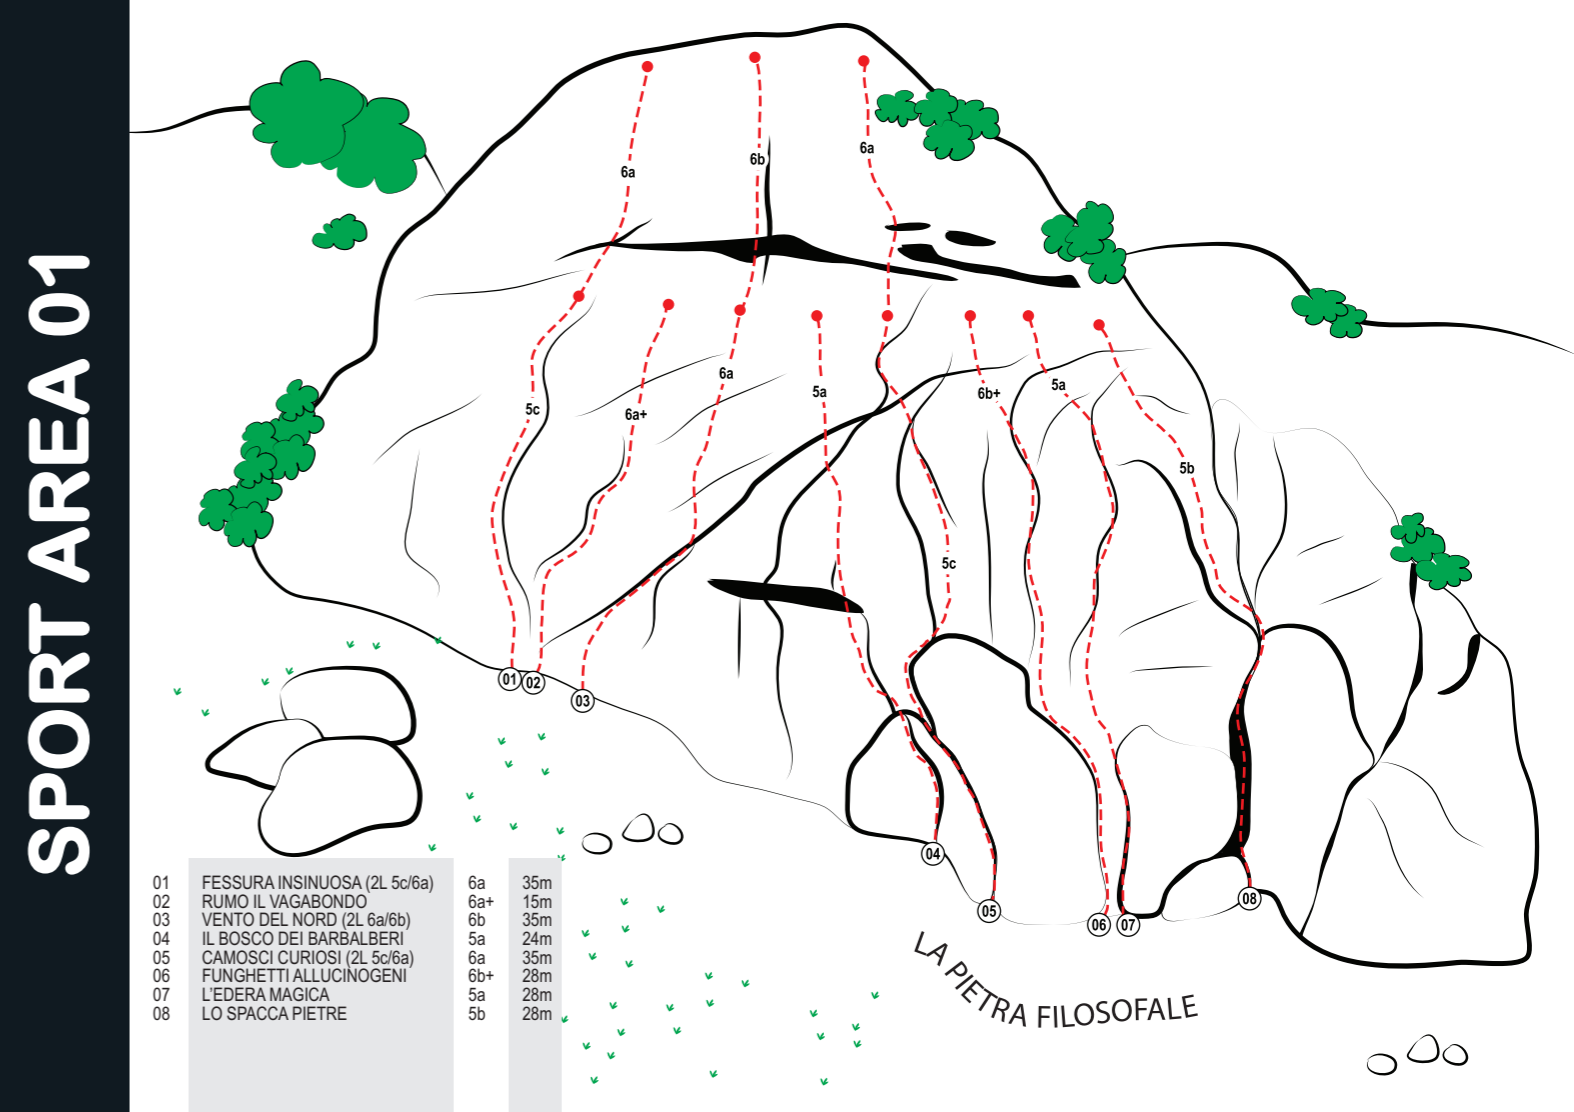 SPORT AREA 01
6a
6b
6a
5c
6a+
6a
5a
6b+
5a
5b
5c
01
02
03
04
05
06
07
08
01 FESSURA INSINUOSA (2L 5c/6a) 6a 35m
02 RUMO IL VAGABONDO 6a+ 15m
03 VENTO DEL NORD (2L 6a/6b) 6b 35m
04 IL BOSCO DEI BARBALBERI 5a 24m
05 CAMOSCI CURIOSI (2L 5c/6a) 6a 35m
06 FUNGHETTI ALLUCINOGENI 6b+ 28m
07 L'EDERA MAGICA 5a 28m
08 LO SPACCA PIETRE 5b 28m
LA PIETRA FILOSOFALE